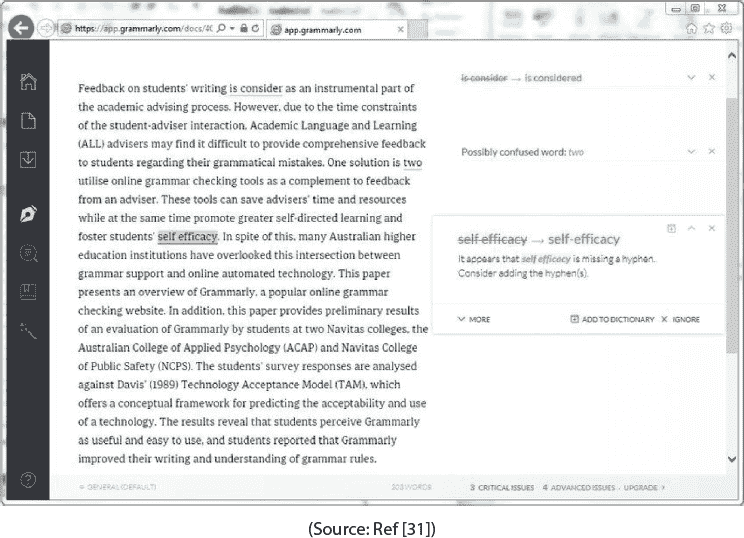 https://app.grammarly.com/docs/4
app.grammarly.com
Feedback on students' writing is consider as an instrumental part of
the academic advising process. However, due to the time constraints
of the student-adviser interaction, Academic Language and Learning
(ALL) advisers may find it difficult to provide comprehensive feedback
to students regarding their grammatical mistakes. One solution is two
utilise online grammar checking tools as a complement to feedback
from an adviser. These tools can save advisers' time and resources
while at the same time promote greater self-directed learning and
foster students' self efficacy. In spite of this, many Australian higher
education institutions have overlooked this intersection between
grammar support and online automated technology. This paper
presents an overview of Grammarly, a popular online grammar
checking website. In addition, this paper provides preliminary results
of an evaluation of Grammarly by students at two Navitas colleges, the
Australian College of Applied Psychology (ACAP) and Navitas College
of Public Safety (NCPS). The students' survey responses are analysed
against Davis' (1989) Technology Acceptance Model (TAM), which
offers a conceptual framework for predicting the acceptability and use
of a technology. The results reveal that students perceive Grammarly
as useful and easy to use, and students reported that Grammarly
improved their writing and understanding of grammar rules.
is consider → is considered
Possibly confused word: two
self efficacy → self-efficacy
It appears that self efficacy is missing a hyphen.
Consider adding the hyphen(s).
MORE ADD TO DICTIONARY IGNORE
GENERAL (DEFAULT) 203 WORDS 3 CRITICAL ISSUES · 4 ADVANCED ISSUES · UPGRADE
(Source: Ref [31])